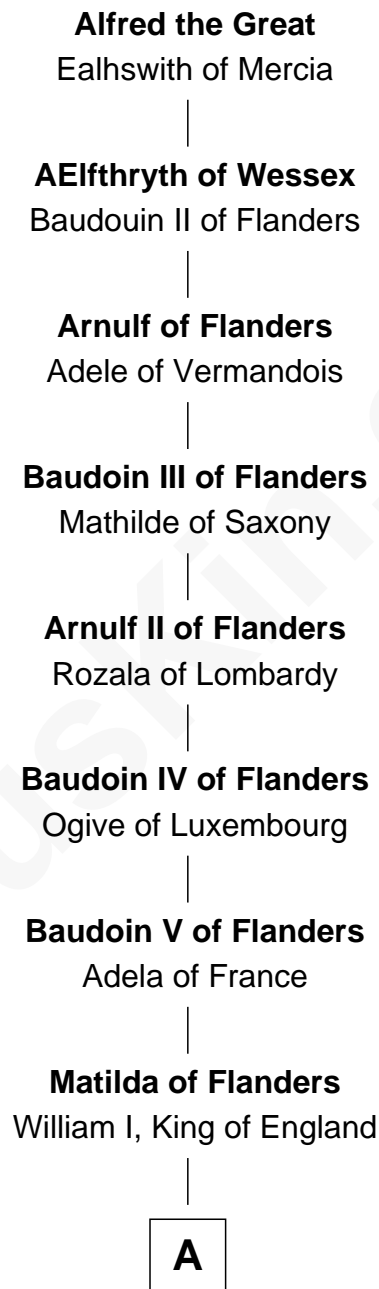 Alfred the Great
Ealhswith of Mercia
AElfthryth of Wessex
Baudouin II of Flanders
Arnulf of Flanders
Adele of Vermandois
Baudoin III of Flanders
Mathilde of Saxony
Arnulf II of Flanders
Rozala of Lombardy
Baudoin IV of Flanders
Ogive of Luxembourg
Baudoin V of Flanders
Adela of France
Matilda of Flanders
William I, King of England
A